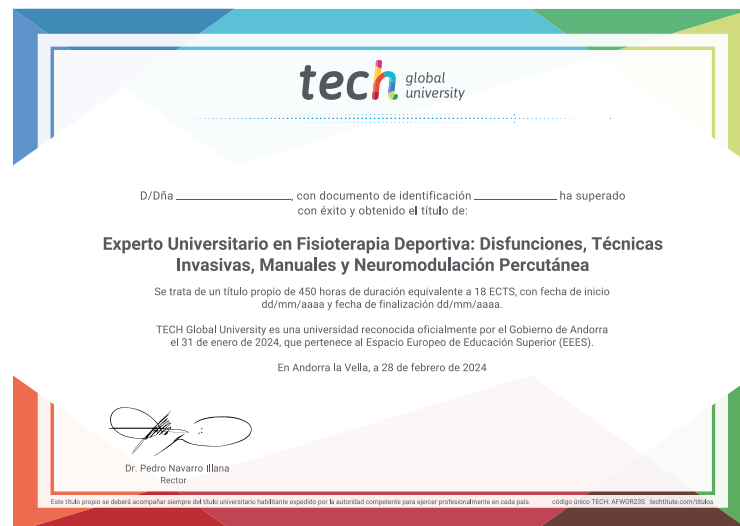 tech global university
D/Dña ________________, con documento de identificación ____________ ha superado
con éxito y obtenido el título de:
Experto Universitario en Fisioterapia Deportiva: Disfunciones, Técnicas
Invasivas, Manuales y Neuromodulación Percutánea
Se trata de un título propio de 450 horas de duración equivalente a 18 ECTS, con fecha de inicio
dd/mm/aaaa y fecha de finalización dd/mm/aaaa.
TECH Global University es una universidad reconocida oficialmente por el Gobierno de Andorra
el 31 de enero de 2024, que pertenece al Espacio Europeo de Educación Superior (EEES).
En Andorra la Vella, a 28 de febrero de 2024
Dr. Pedro Navarro Illana
Rector
Este título propio se deberá acompañar siempre del título universitario habilitante expedido por la autoridad competente para ejercer profesionalmente en cada país. código único TECH: AFWOR23S techtitute.com/titulos